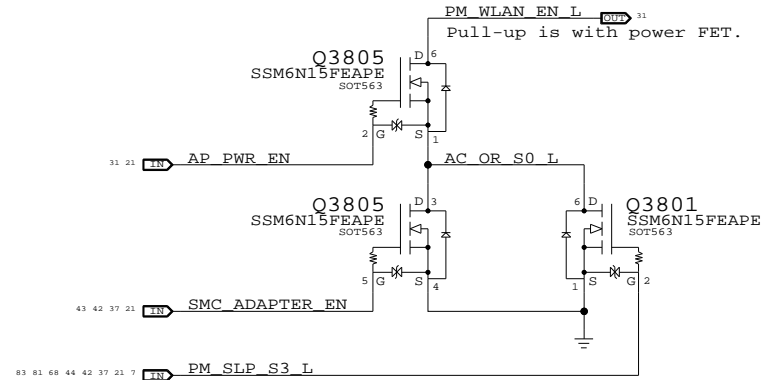 PM_WLAN_EN_L OUT 31
Pull-up is with power FET.
Q3805 D 6
SSM6N15FEAPE
SOT563
2 G S 1
31 21 IN AP_PWR_EN AC_OR_S0_L
Q3805 D 3 6 D Q3801
SSM6N15FEAPE SSM6N15FEAPE
SOT563 SOT563
5 G S 4 1 S G 2
43 42 37 21 IN SMC_ADAPTER_EN
83 81 68 44 42 37 21 7 IN PM_SLP_S3_L